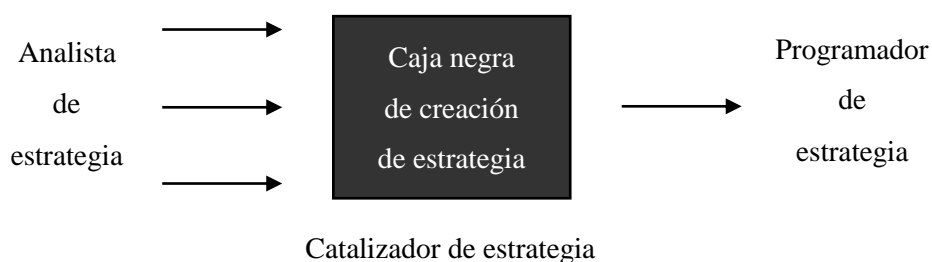 Analista
de
estrategia
Caja negra
de creación
de estrategia
Programador
de
estrategia
Catalizador de estrategia